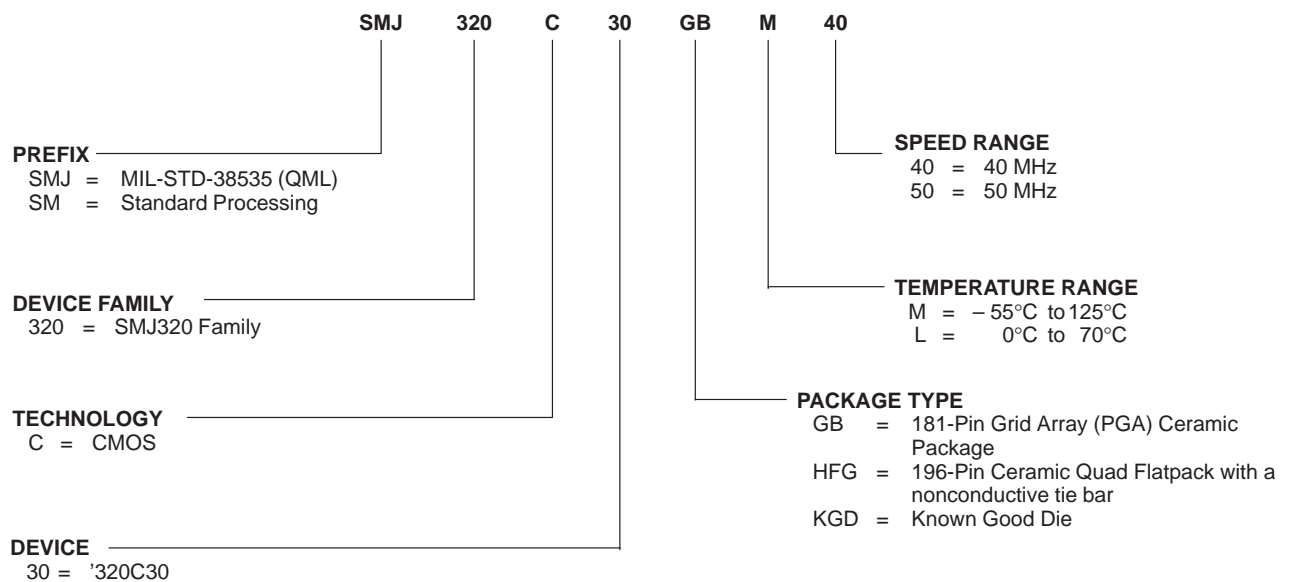 SMJ 320 C 30 GB M 40
PREFIX
SMJ = MIL-STD-38535 (QML)
SM = Standard Processing
DEVICE FAMILY
320 = SMJ320 Family
TECHNOLOGY
C = CMOS
DEVICE
30 = ’320C30
SPEED RANGE
40 = 40 MHz
50 = 50 MHz
TEMPERATURE RANGE
M = – 55°C to 125°C
L = 0°C to 70°C
PACKAGE TYPE
GB = 181-Pin Grid Array (PGA) Ceramic
Package
HFG = 196-Pin Ceramic Quad Flatpack with a
nonconductive tie bar
KGD = Known Good Die